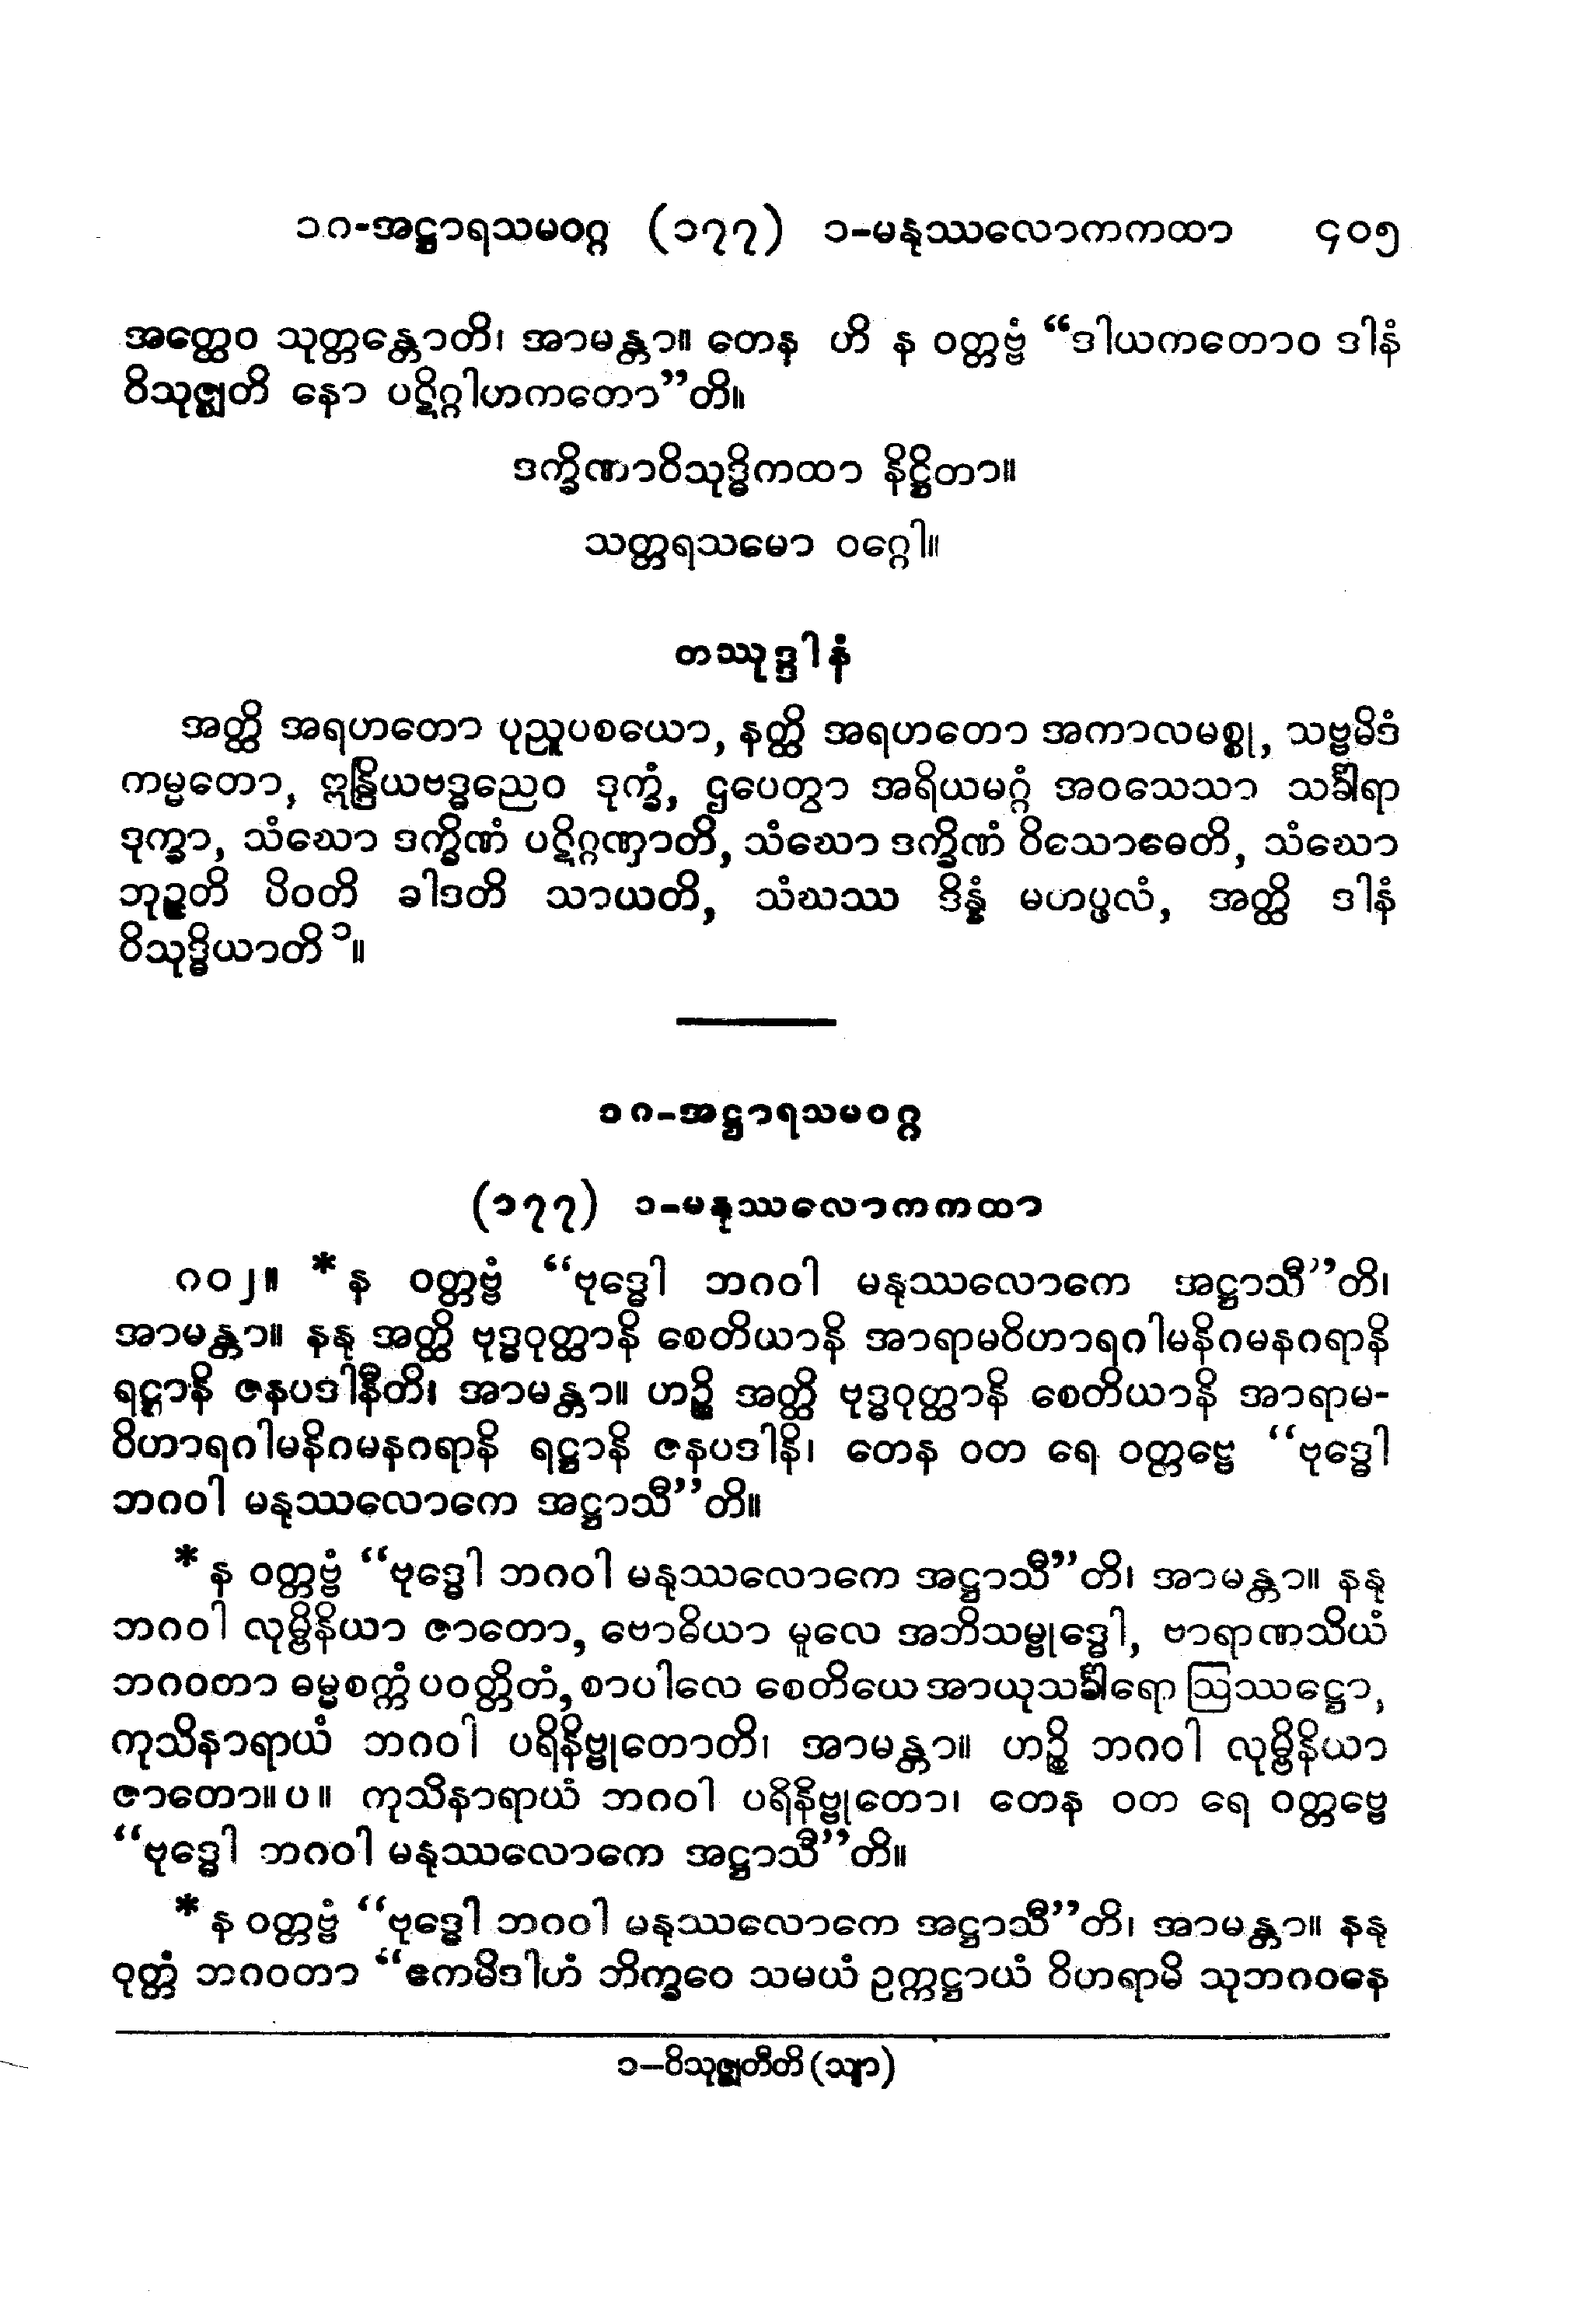 ၁၈-အဋ္ဌာရသမဝဂ္ဂ (၁၇၇) ၁-မနုဿလောကကထာ ၄၀၅
အတ္ထေဝ သုတ္တန္တောတိ၊ အာမန္တာ။ တေန ဟိ န ဝတ္တဗ္ဗံ “ဒါယကတောဝ ဒါနံ
ဝိသုဇ္ဈတိ နော ပဋိဂ္ဂါဟကတော”တိ။
ဒက္ခိဏာဝိသုဒ္ဓိကထာ နိဋ္ဌိတာ။
သတ္တရသမော ဝဂ္ဂေါ။
တဿုဒ္ဒါနံ
အတ္ထိ အရဟတော ပုညူပစယော, နတ္ထိ အရဟတော အကာလမစ္စု, သဗ္ဗမိဒံ
ကမ္မတော, ဣန္ဒြိယဗဒ္ဓညေဝ ဒုက္ခံ, ဌပေတွာ အရိယမဂ္ဂံ အဝသေသာ သင်္ခါရာ
ဒုက္ခာ, သံဃော ဒက္ခိဏံ ပဋိဂ္ဂဏှာတိ, သံဃော ဒက္ခိဏံ ဝိသောဓေတိ, သံဃော
ဘုဉ္ဇတိ ပိဝတိ ခါဒတိ သာယတိ, သံဃဿ ဒိန္နံ မဟပ္ဖလံ, အတ္ထိ ဒါနံ
ဝိသုဒ္ဓိယာတိ ၁။
၁၈-အဋ္ဌာရသမဝဂ္ဂ
(၁၇၇) ၁-မနုဿလောကကထာ
၈၀၂။ * န ဝတ္တဗ္ဗံ “ဗုဒ္ဓေါ ဘဂဝါ မနုဿလောကေ အဋ္ဌာသီ”တိ၊
အာမန္တာ။ နနု အတ္ထိ ဗုဒ္ဓဝုတ္ထာနိ စေတိယာနိ အာရာမဝိဟာရဂါမနိဂမနဂရာနိ
ရဋ္ဌာနိ ဇနပဒါနီတိ၊ အာမန္တာ။ ဟဉ္စိ အတ္ထိ ဗုဒ္ဓဝုတ္ထာနိ စေတိယာနိ အာရာမ-
ဝိဟာရဂါမနိဂမနဂရာနိ ရဋ္ဌာနိ ဇနပဒါနိ၊ တေန ဝတ ရေ ဝတ္တဗ္ဗေ “ဗုဒ္ဓေါ
ဘဂဝါ မနုဿလောကေ အဋ္ဌာသီ”တိ။
* န ဝတ္တဗ္ဗံ “ဗုဒ္ဓေါ ဘဂဝါ မနုဿလောကေ အဋ္ဌာသီ”တိ၊ အာမန္တာ။ နနု
ဘဂဝါ လုမ္ဗိနိယာ ဇာတော, ဗောဓိယာ မူလေ အဘိသမ္ဗုဒ္ဓေါ, ဗာရာဏသိယံ
ဘဂဝတာ ဓမ္မစက္ကံ ပဝတ္တိတံ, စာပါလေ စေတိယေ အာယုသင်္ခါရော ဩဿဋ္ဌော,
ကုသိနာရာယံ ဘဂဝါ ပရိနိဗ္ဗုတောတိ၊ အာမန္တာ။ ဟဉ္စိ ဘဂဝါ လုမ္ဗိနိယာ
ဇာတော။ ပ။ ကုသိနာရာယံ ဘဂဝါ ပရိနိဗ္ဗုတော၊ တေန ဝတ ရေ ဝတ္တဗ္ဗေ
“ဗုဒ္ဓေါ ဘဂဝါ မနုဿလောကေ အဋ္ဌာသီ”တိ။
* န ဝတ္တဗ္ဗံ “ဗုဒ္ဓေါ ဘဂဝါ မနုဿလောကေ အဋ္ဌာသီ”တိ၊ အာမန္တာ။ နနု
ဝုတ္တံ ဘဂဝတာ “ဧကမိဒါဟံ ဘိက္ခဝေ သမယံ ဥက္ကဋ္ဌာယံ ဝိဟရာမိ သုဘဂဝနေ
၁–ဝိသုဇ္ဈတီတိ (သျာ)